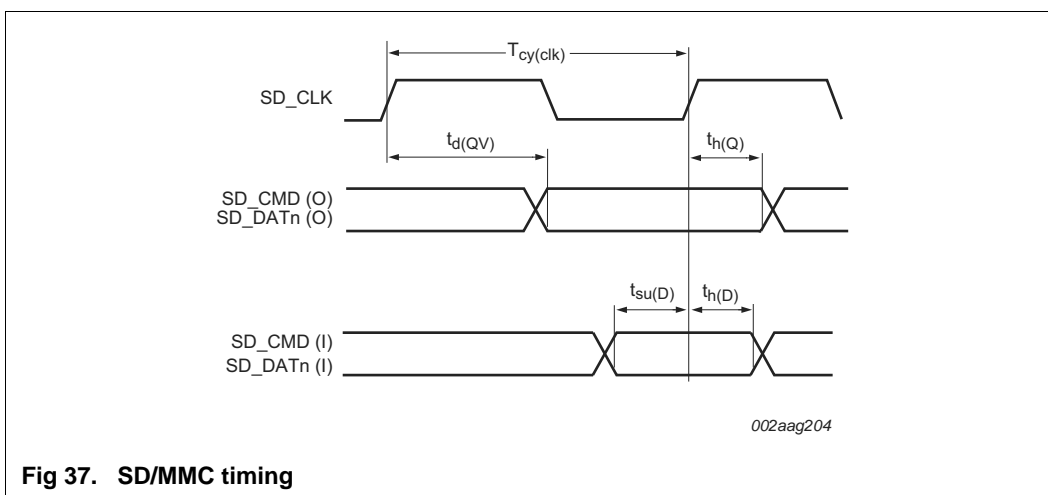 T_cy(clk)
SD_CLK
t_d(QV)
t_h(Q)
SD_CMD (O)
SD_DATn (O)
t_su(D)
t_h(D)
SD_CMD (I)
SD_DATn (I)
002aag204
Fig 37. SD/MMC timing